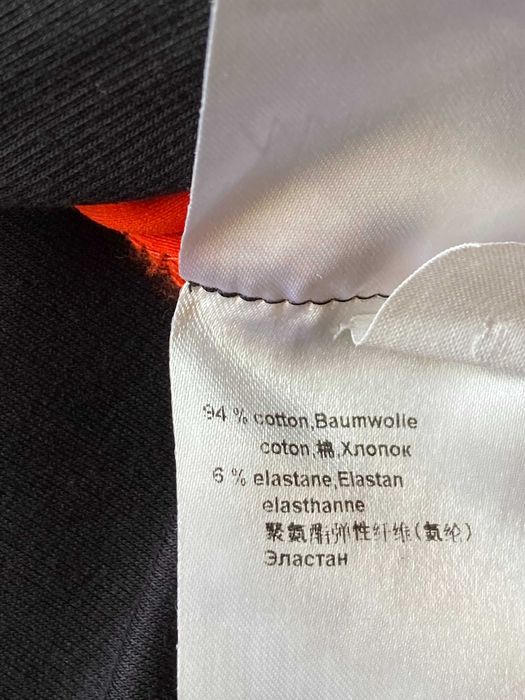 94 % cotton,Baumwolle
coton,棉,Хлопок
6 % elastane,Elastan
elasthanne
聚氨酯弹性纤维(氨纶)
Эластан